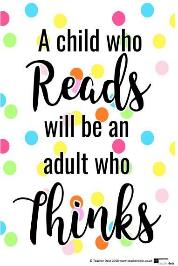 A child who
Reads
will be an
adult who
Thinks